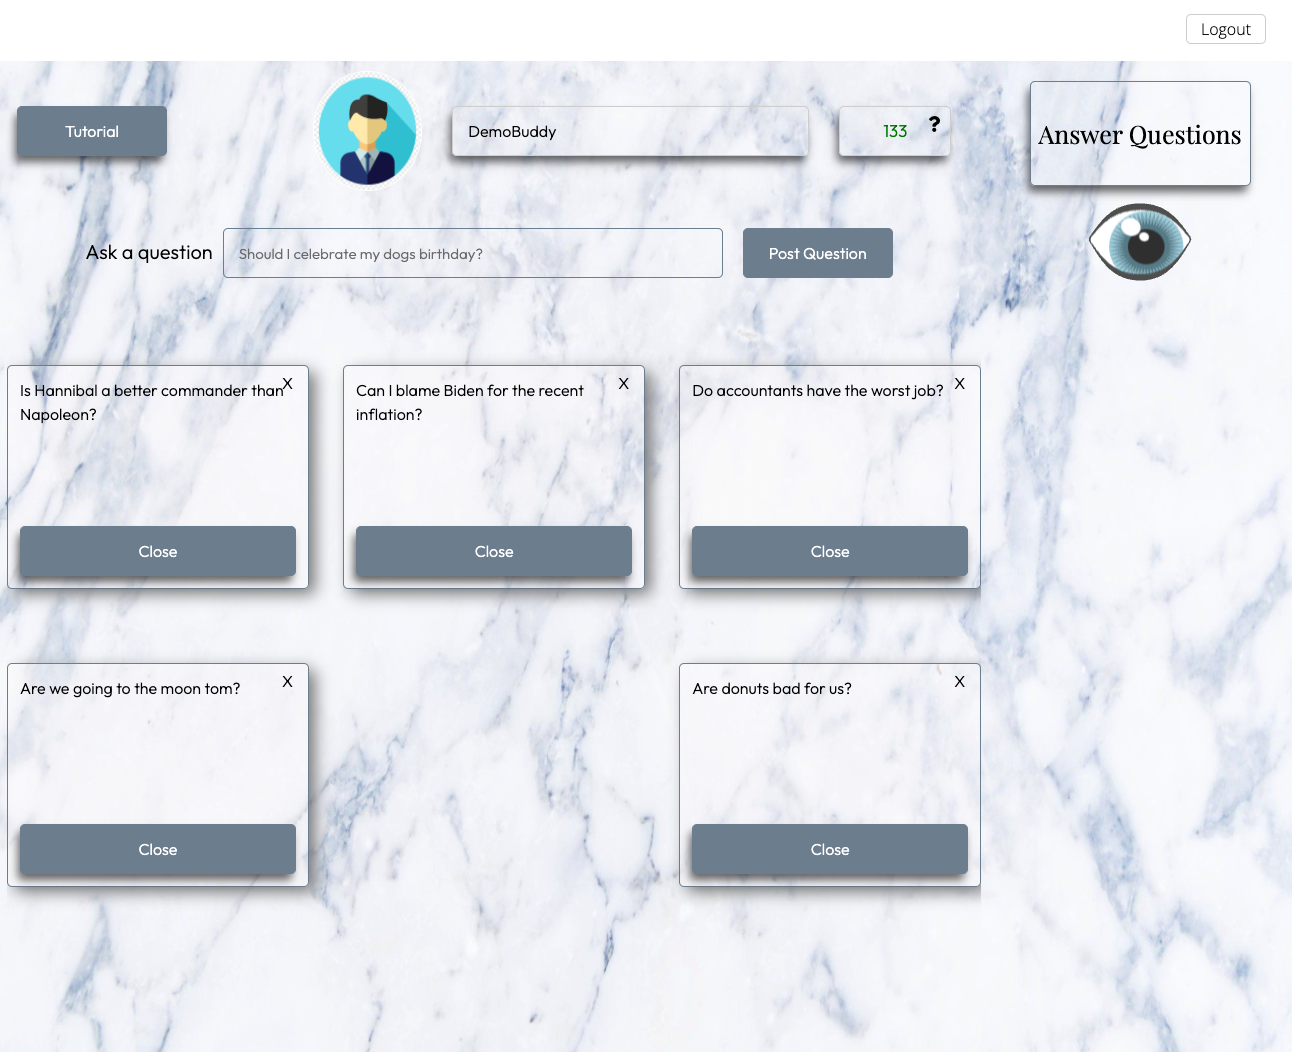 Logout
Tutorial
DemoBuddy
133 ?
Answer Questions
Ask a question
Should I celebrate my dogs birthday?
Post Question
X
Is Hannibal a better commander than
Napoleon?
Close
X
Can I blame Biden for the recent
inflation?
Close
X
Do accountants have the worst job?
Close
X
Are we going to the moon tom?
Close
X
Are donuts bad for us?
Close